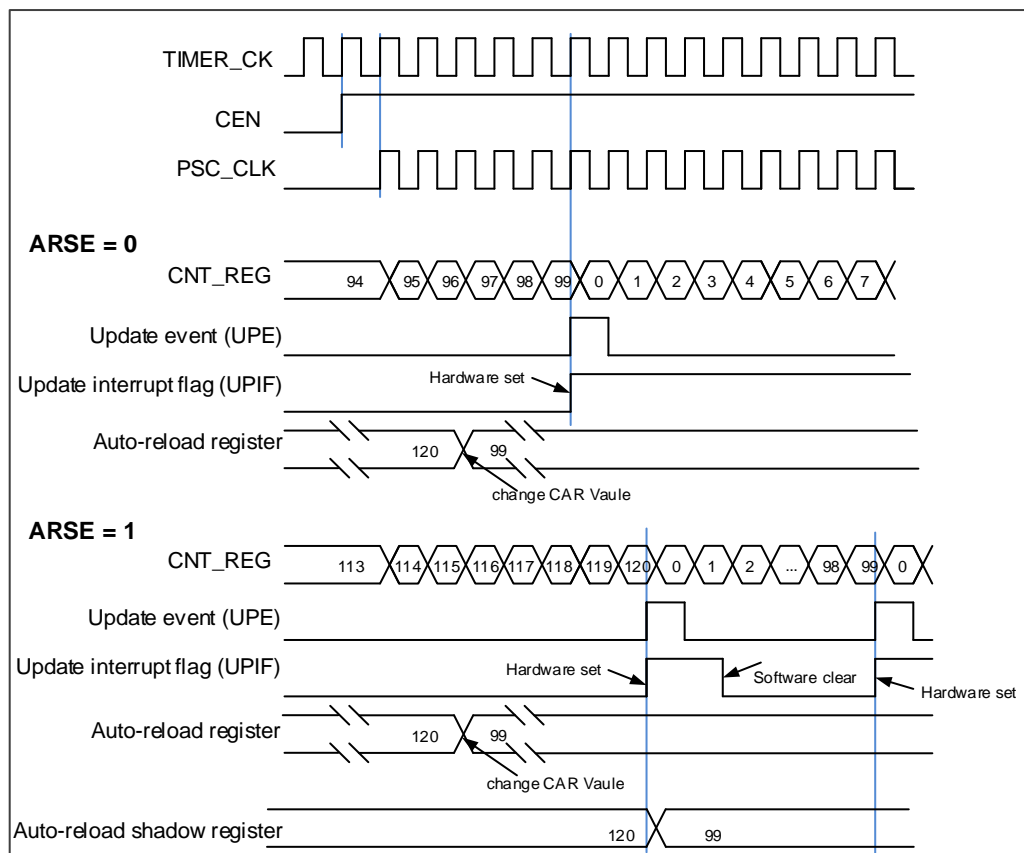 TIMER_CK
CEN
PSC_CLK
ARSE = 0
CNT_REG 94 95 96 97 98 99 0 1 2 3 4 5 6 7
Update event (UPE)
Update interrupt flag (UPIF) Hardware set
Auto-reload register 120 99
change CAR Vaule
ARSE = 1
CNT_REG 113 114 115 116 117 118 119 120 0 1 2 ... 98 99 0
Update event (UPE)
Update interrupt flag (UPIF) Hardware set Software clear Hardware set
Auto-reload register 120 99
change CAR Vaule
Auto-reload shadow register 120 99